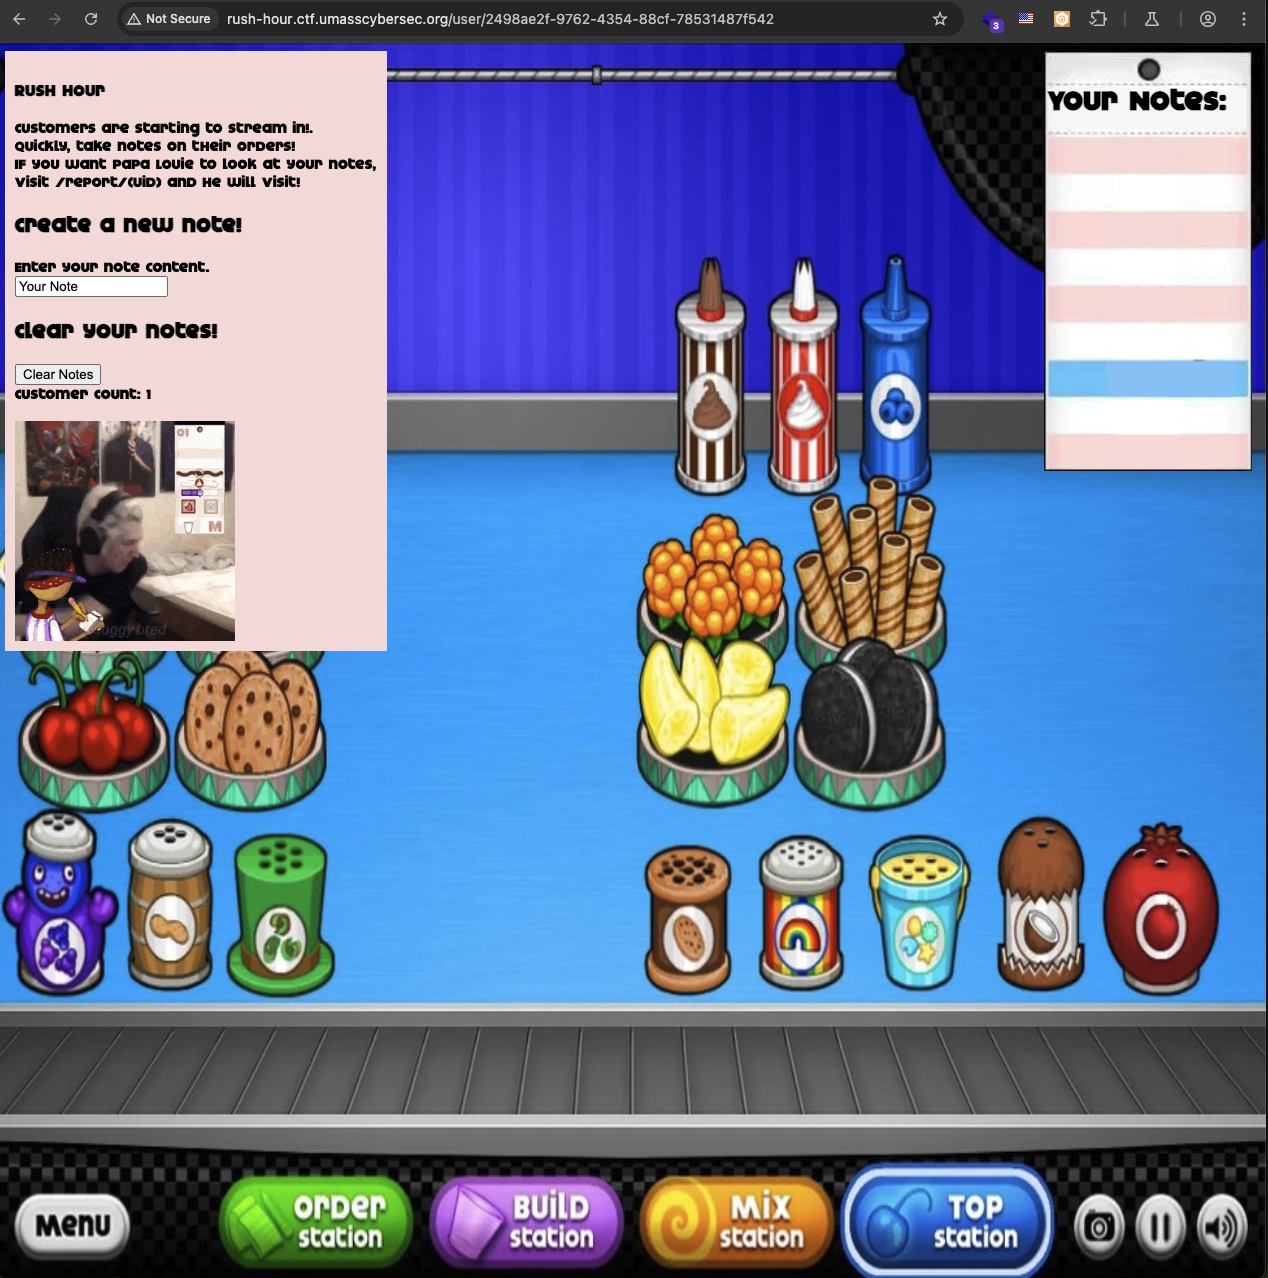 Not Secure
rush-hour.ctf.umasscybersec.org/user/2498ae2f-9762-4354-88cf-78531487f542
3
RUSH HOUR
Customers are starting to stream in!.
Quickly, take notes on their orders!
If you want Papa Louie to look at your notes,
visit /report/(UID) and he will visit!
Create a new note!
Enter your note content.
Your Note
Clear your notes!
Clear Notes
Customer count: 1
01
M
Your Notes:
Menu
Order
Station
Build
Station
Mix
Station
Top
Station